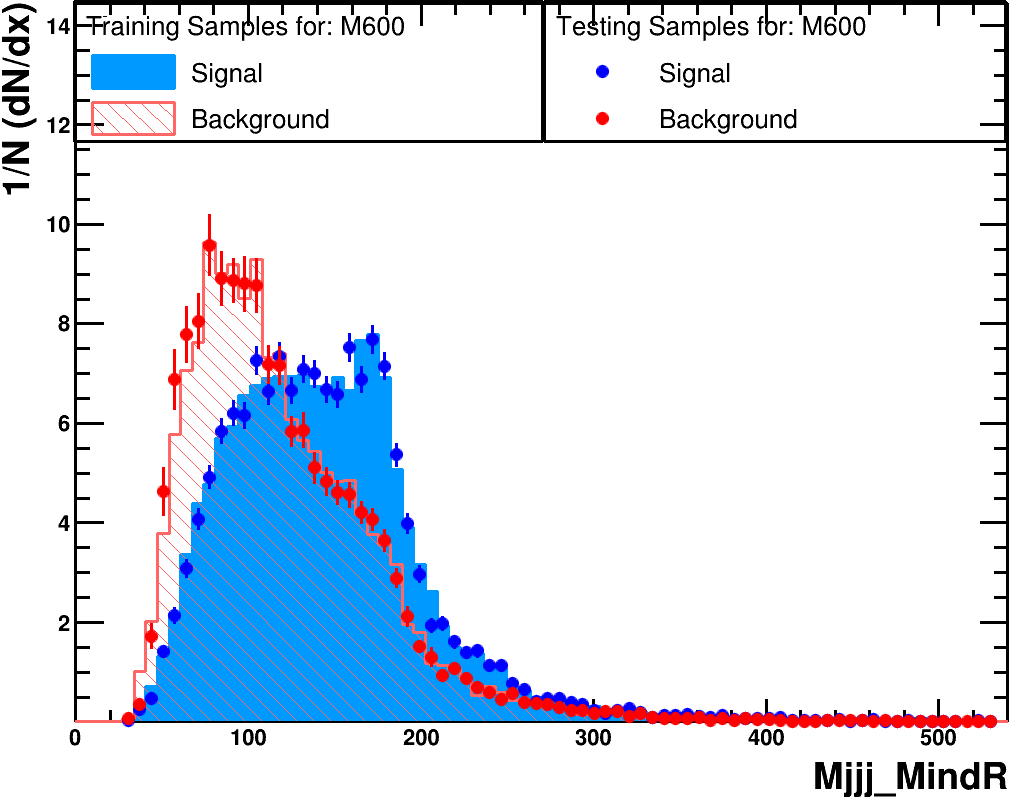 1/N (dN/dx)
Training Samples for: M600
Signal
Background
Testing Samples for: M600
Signal
Background
14
12
10
8
6
4
2
0
100
200
300
400
500
Mjjj_MindR